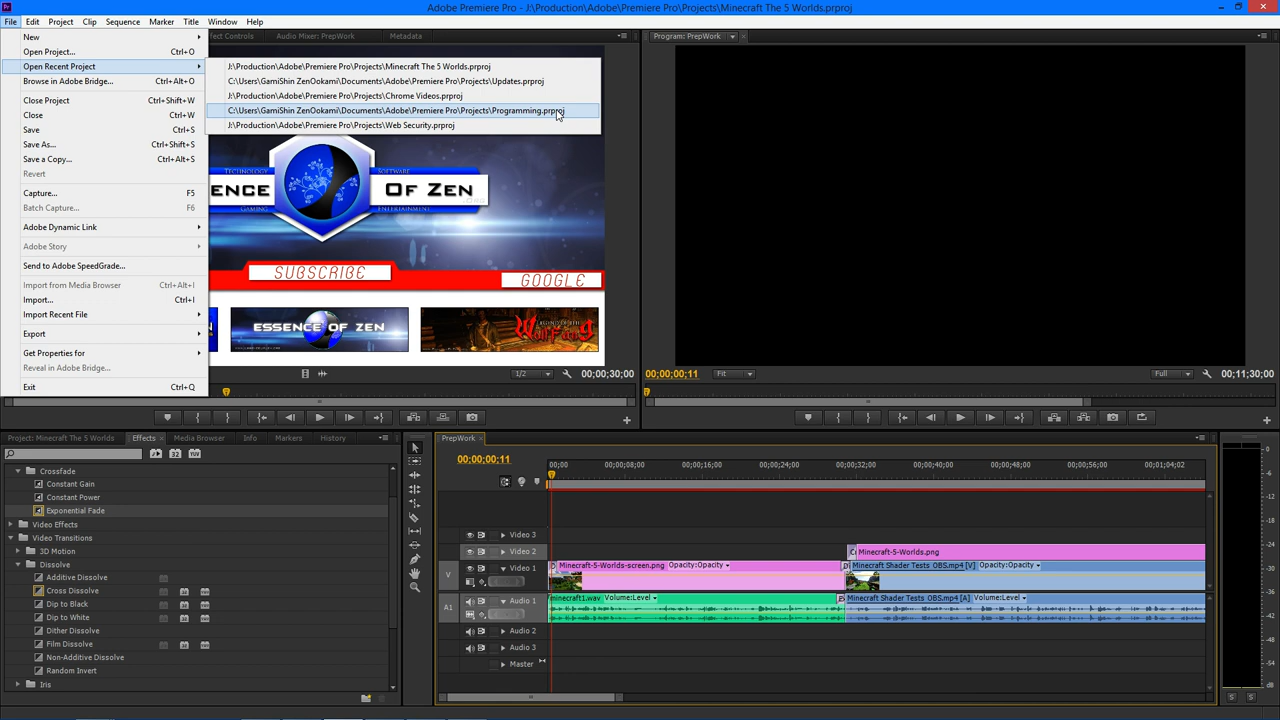 Adobe Premiere Pro - J:\Production\Adobe\Premiere Pro\Projects\Minecraft The 5 Worlds.prproj
File Edit Project Clip Sequence Marker Title Window Help
New
Open Project... Ctrl+O
Open Recent Project
Browse in Adobe Bridge... Ctrl+Alt+O
Close Project Ctrl+Shift+W
Close Ctrl+W
Save Ctrl+S
Save As... Ctrl+Shift+S
Save a Copy... Ctrl+Alt+S
Revert
Capture... F5
Batch Capture... F6
Adobe Dynamic Link
Adobe Story
Send to Adobe SpeedGrade...
Import from Media Browser Ctrl+Alt+I
Import... Ctrl+I
Import Recent File
Export
Get Properties for
Reveal in Adobe Bridge...
Exit Ctrl+Q
J:\Production\Adobe\Premiere Pro\Projects\Minecraft The 5 Worlds.prproj
C:\Users\GamiShin ZenOokami\Documents\Adobe\Premiere Pro\Projects\Updates.prproj
J:\Production\Adobe\Premiere Pro\Projects\Chrome Videos.prproj
C:\Users\GamiShin ZenOokami\Documents\Adobe\Premiere Pro\Projects\Programming.prproj
J:\Production\Adobe\Premiere Pro\Projects\Web Security.prproj
fect Controls Audio Mixer: PrepWork Metadata
Technology Software
ENCE Of Zen
Gaming Entertainment
SUBSCRIBE
GOOGLE
ESSENCE OF ZEN
1/2 00;00;30;00
Program: PrepWork
00;00;00;11 Fit Full 00;11;30;00
Project: Minecraft The 5 Worlds Effects Media Browser Info Markers History
Crossfade
Constant Gain
Constant Power
Exponential Fade
Video Effects
Video Transitions
3D Motion
Dissolve
Additive Dissolve
Cross Dissolve
Dip to Black
Dip to White
Dither Dissolve
Film Dissolve
Non-Additive Dissolve
Random Invert
Iris
PrepWork
00;00;00;11
00;00 00;00;08;00 00;00;16;00 00;00;24;00 00;00;32;00 00;00;40;00 00;00;48;00 00;00;56;00 00;01;04;02
Video 3
Video 2 Minecraft-5-Worlds.png
V Video 1 Minecraft-5-Worlds-screen.png Opacity:Opacity Minecraft Shader Tests OBS.mp4 [V] Opacity:Opacity
A1 Audio 1 minecraft1.wav Volume:Level Minecraft Shader Tests OBS.mp4 [A] Volume:Level
Audio 2
Audio 3
Master
0
S S